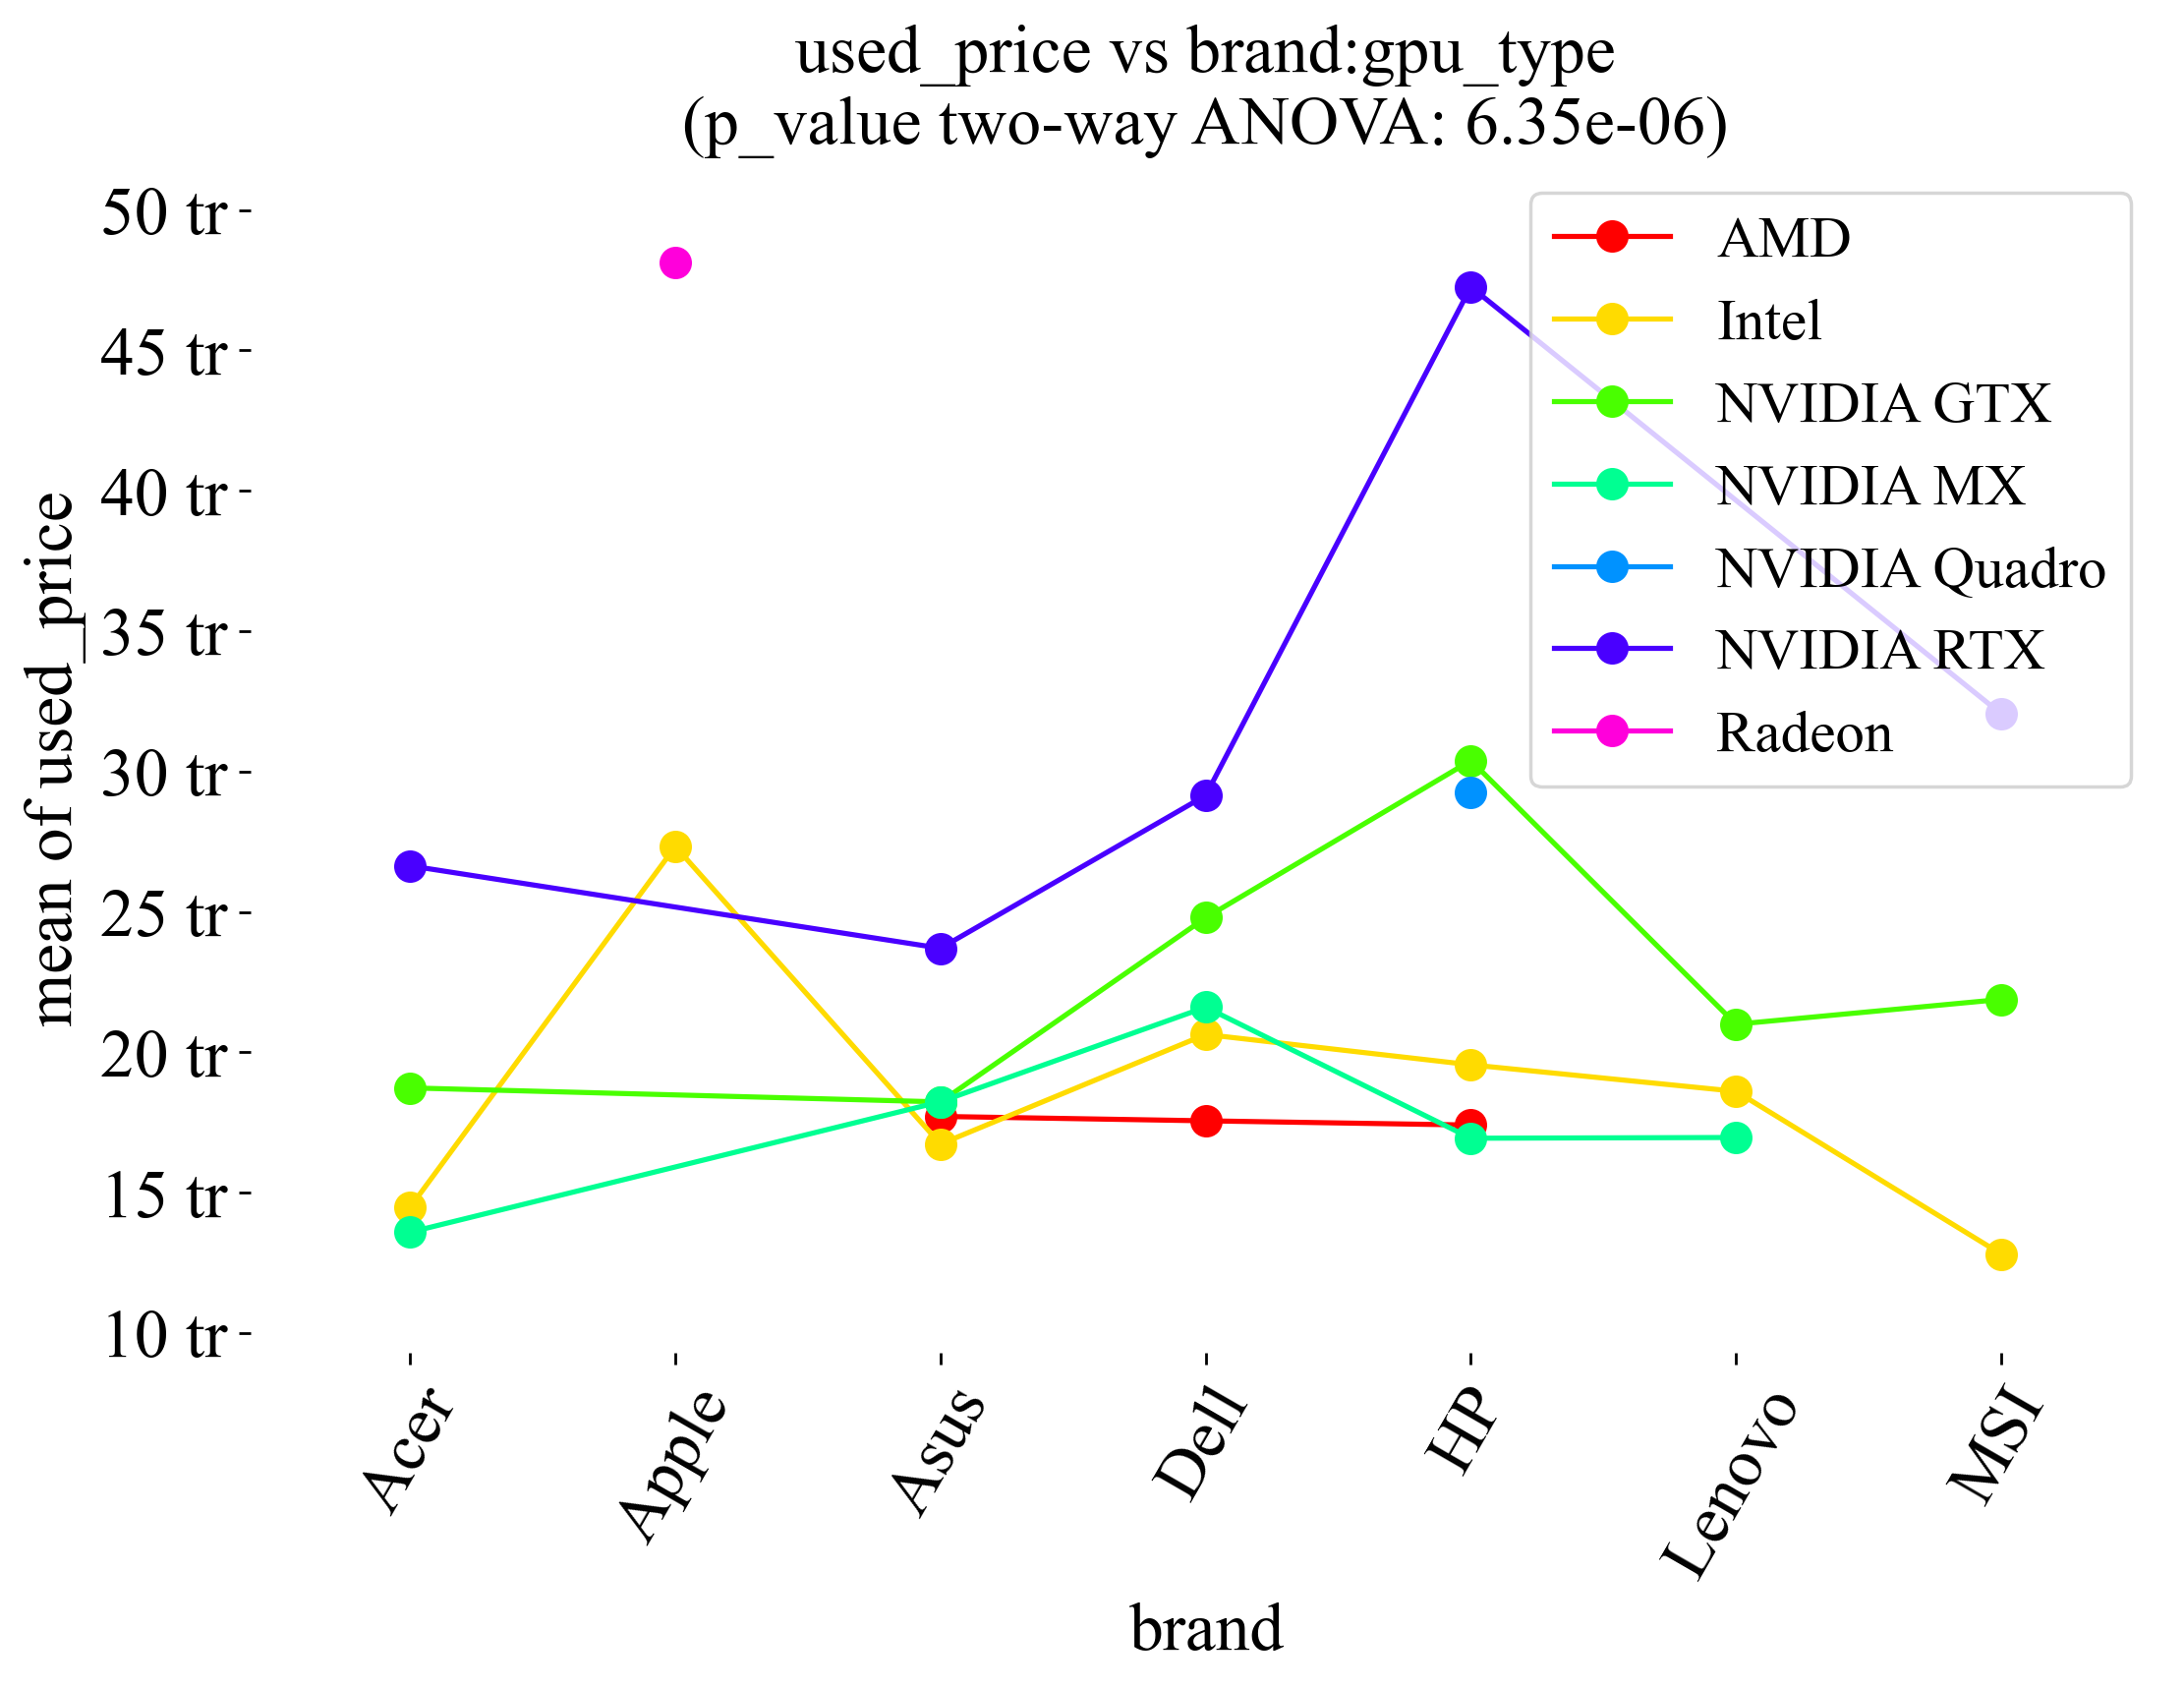 used_price vs brand:gpu_type
(p_value two-way ANOVA: 6.35e-06)
50 tr
45 tr
40 tr
35 tr
30 tr
25 tr
20 tr
15 tr
10 tr
mean of used_price
AMD
Intel
NVIDIA GTX
NVIDIA MX
NVIDIA Quadro
NVIDIA RTX
Radeon
Acer
Apple
Asus
Dell
HP
Lenovo
MSI
brand